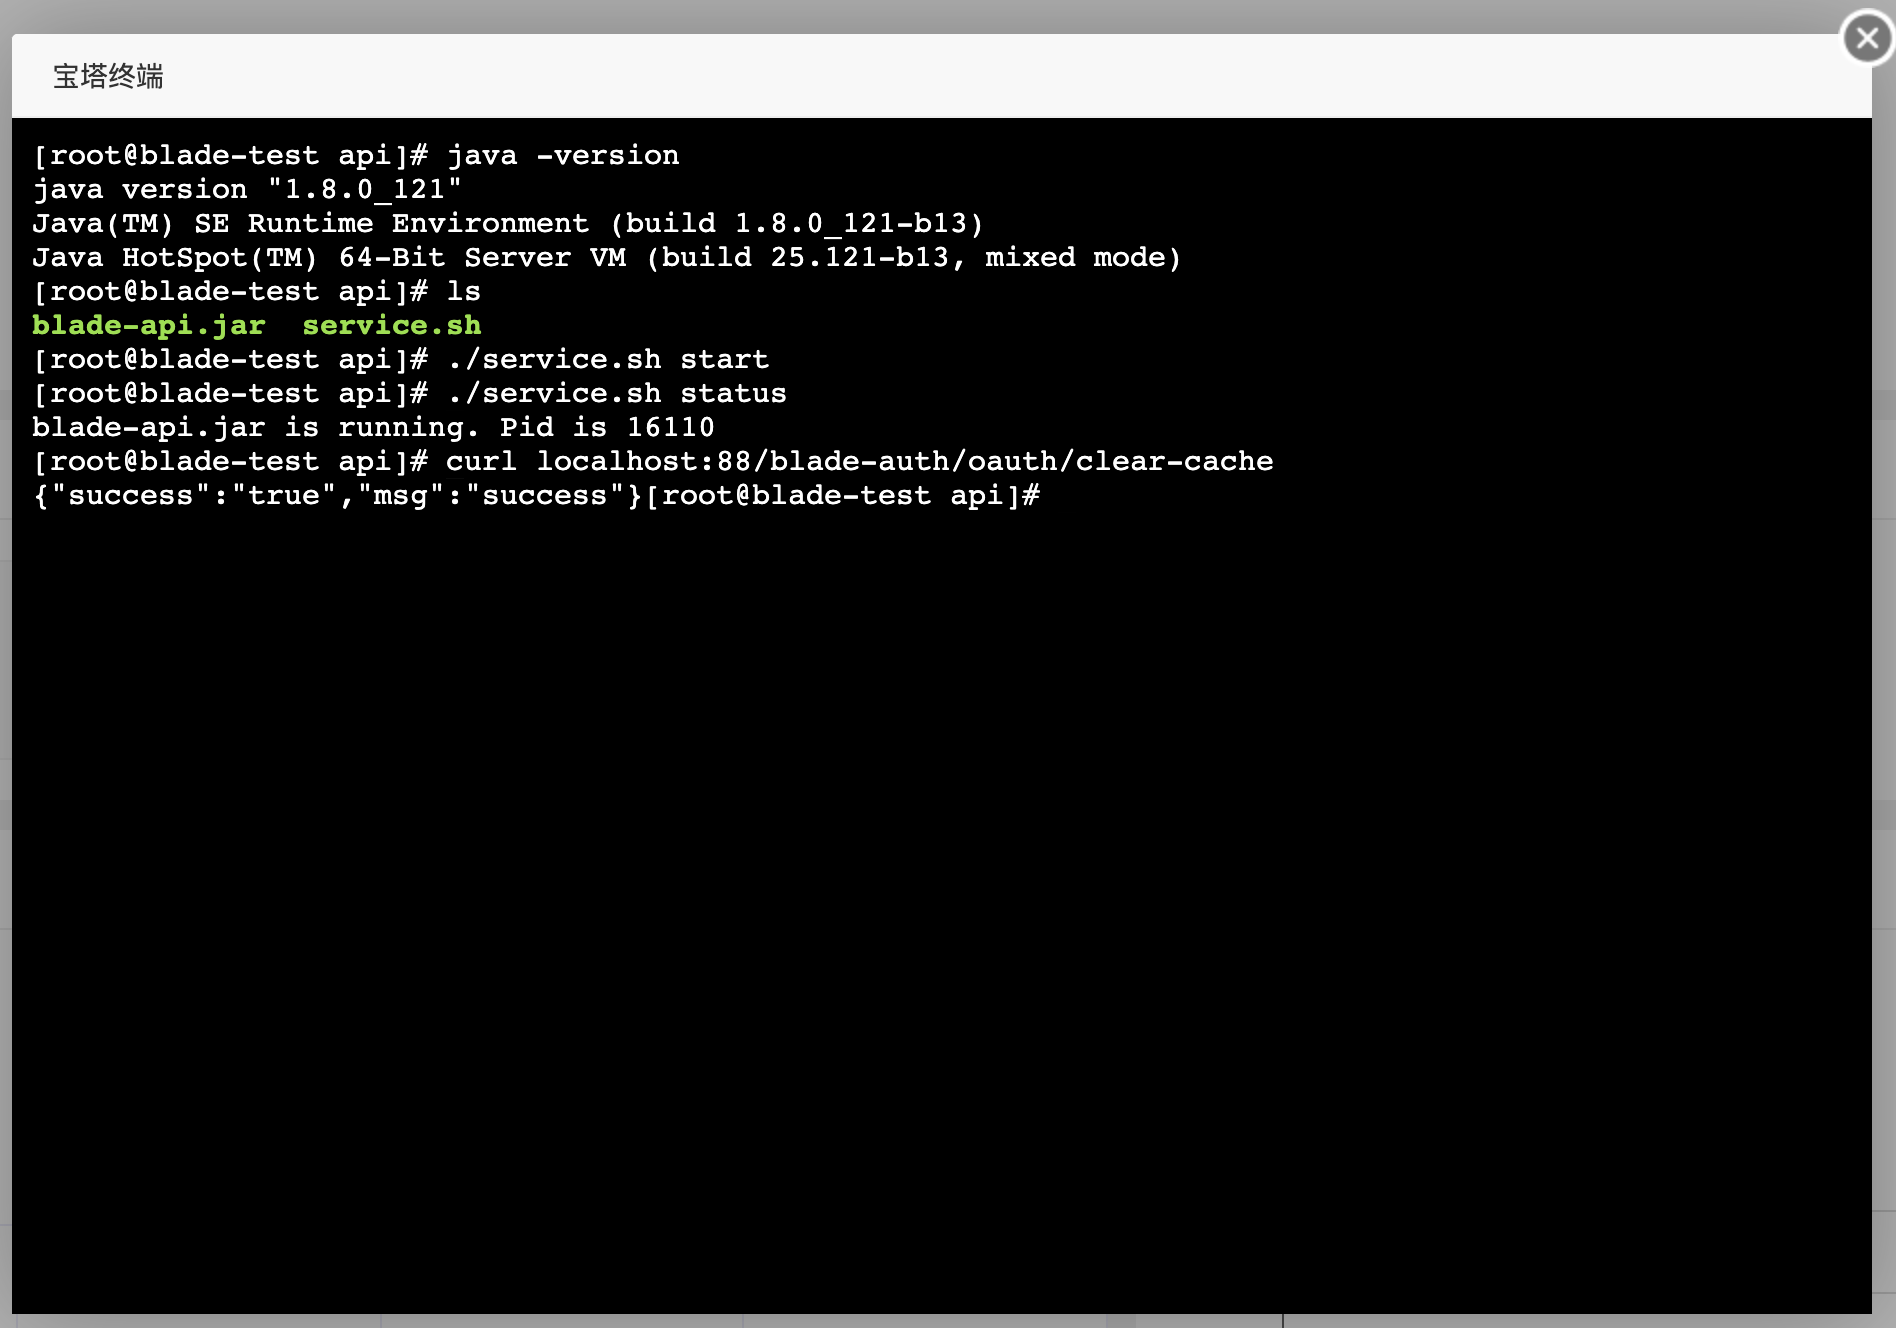 宝塔终端
[root@blade-test api]# java -version
java version "1.8.0_121"
Java(TM) SE Runtime Environment (build 1.8.0_121-b13)
Java HotSpot(TM) 64-Bit Server VM (build 25.121-b13, mixed mode)
[root@blade-test api]# ls
blade-api.jar  service.sh
[root@blade-test api]# ./service.sh start
[root@blade-test api]# ./service.sh status
blade-api.jar is running. Pid is 16110
[root@blade-test api]# curl localhost:88/blade-auth/oauth/clear-cache
{"success":"true","msg":"success"}[root@blade-test api]#